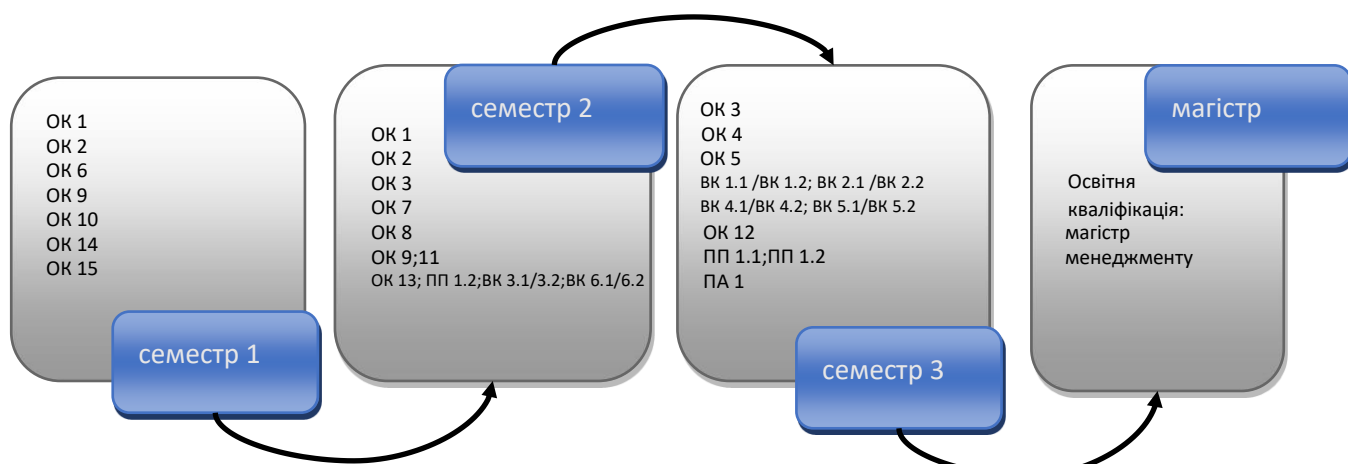 ОК 1
ОК 2
ОК 6
ОК 9
ОК 10
ОК 14
ОК 15
семестр 1
семестр 2
ОК 1
ОК 2
ОК 3
ОК 7
ОК 8
ОК 9;11
ОК 13; ПП 1.2;ВК 3.1/3.2;ВК 6.1/6.2
ОК 3
ОК 4
ОК 5
ВК 1.1 /ВК 1.2; ВК 2.1 /ВК 2.2
ВК 4.1/ВК 4.2; ВК 5.1/ВК 5.2
ОК 12
ПП 1.1;ПП 1.2
ПА 1
семестр 3
магістр
Освітня
кваліфікація:
магістр
менеджменту